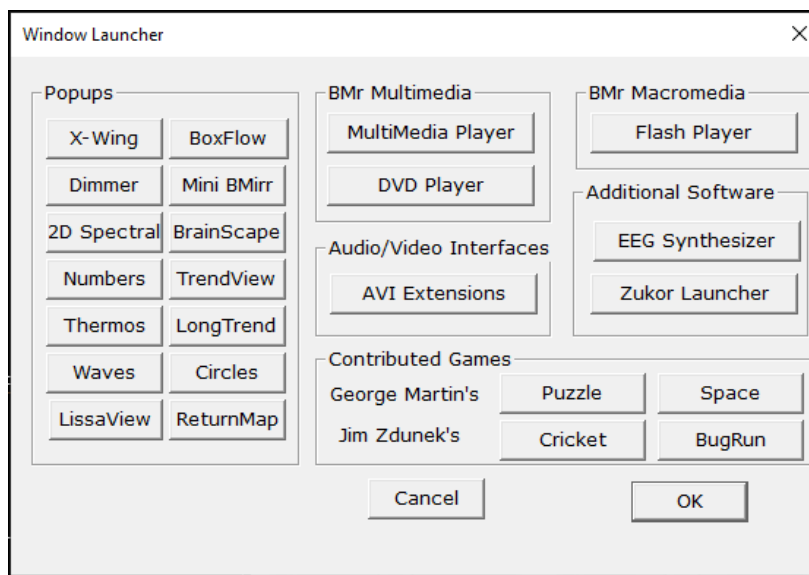 Window Launcher
Popups
X-Wing BoxFlow
Dimmer Mini BMirr
2D Spectral BrainScape
Numbers TrendView
Thermos LongTrend
Waves Circles
LissaView ReturnMap
BMr Multimedia
MultiMedia Player
DVD Player
BMr Macromedia
Flash Player
Audio/Video Interfaces
AVI Extensions
Additional Software
EEG Synthesizer
Zukor Launcher
Contributed Games
George Martin's Puzzle Space
Jim Zdunek's Cricket BugRun
Cancel OK